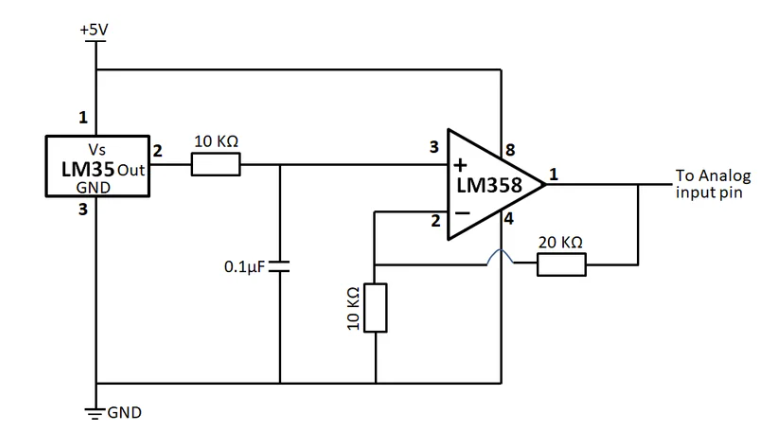 +5V
1
Vs
LM35 Out
GND
2
3
10 KΩ
0.1µF
3
+
LM358
−
2
8
4
1
To Analog
input pin
20 KΩ
10 KΩ
GND